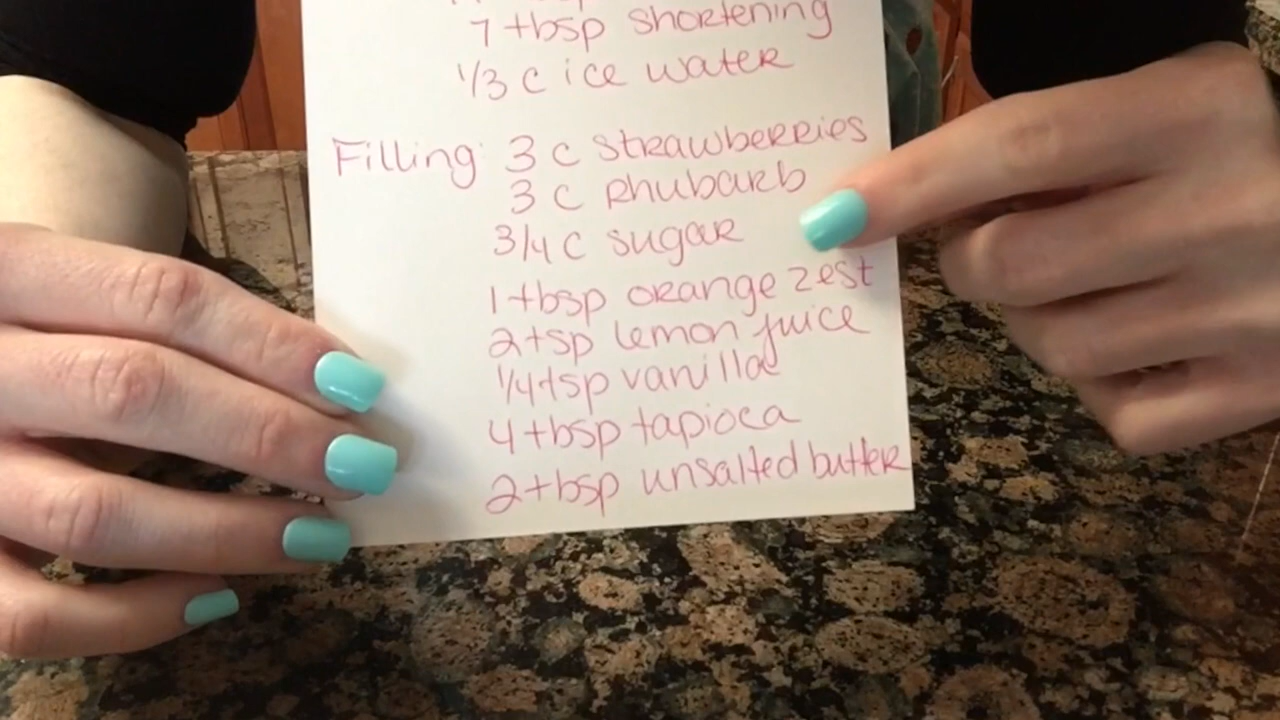 7 tbsp shortening
1/3 c ice water
Filling: 3 c strawberries
3 c rhubarb
3/4 c sugar
1 tbsp orange zest
2 tsp lemon juice
1/4 tsp vanilla
4 tbsp tapioca
2 tbsp unsalted butter